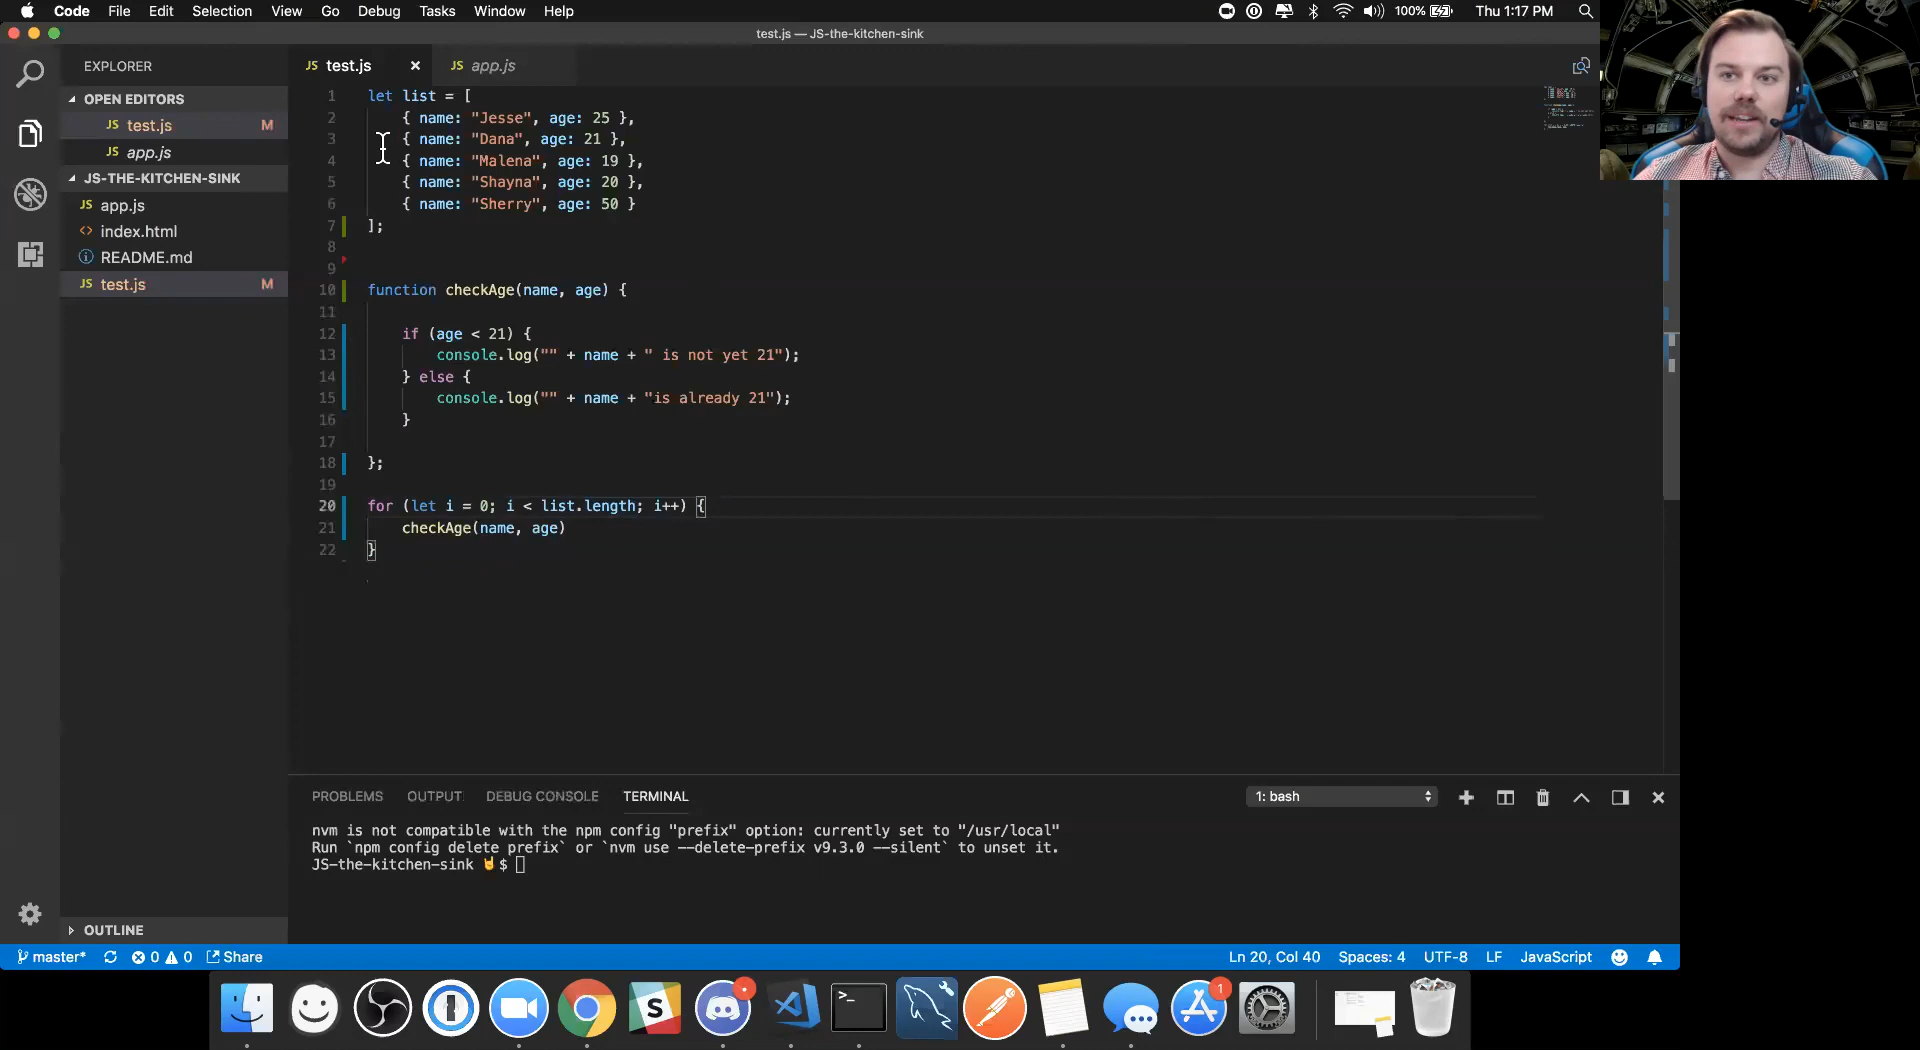 Code File Edit Selection View Go Debug Tasks Window Help 100% Thu 1:17 PM
test.js — JS-the-kitchen-sink
EXPLORER
OPEN EDITORS
JS test.js M
JS app.js
JS-THE-KITCHEN-SINK
JS app.js
<> index.html
README.md
JS test.js M
OUTLINE
JS test.js × JS app.js
1 let list = [
2 { name: "Jesse", age: 25 },
3 { name: "Dana", age: 21 },
4 { name: "Malena", age: 19 },
5 { name: "Shayna", age: 20 },
6 { name: "Sherry", age: 50 }
7 ];
8
9
10 function checkAge(name, age) {
11
12 if (age < 21) {
13 console.log("" + name + " is not yet 21");
14 } else {
15 console.log("" + name + "is already 21");
16 }
17
18 };
19
20 for (let i = 0; i < list.length; i++) {
21 checkAge(name, age)
22 }
PROBLEMS OUTPUT DEBUG CONSOLE TERMINAL 1: bash
nvm is not compatible with the npm config "prefix" option: currently set to "/usr/local"
Run `npm config delete prefix` or `nvm use --delete-prefix v9.3.0 --silent` to unset it.
JS-the-kitchen-sink 🤘$
master* 0 0 Share Ln 20, Col 40 Spaces: 4 UTF-8 LF JavaScript
S >_ 1